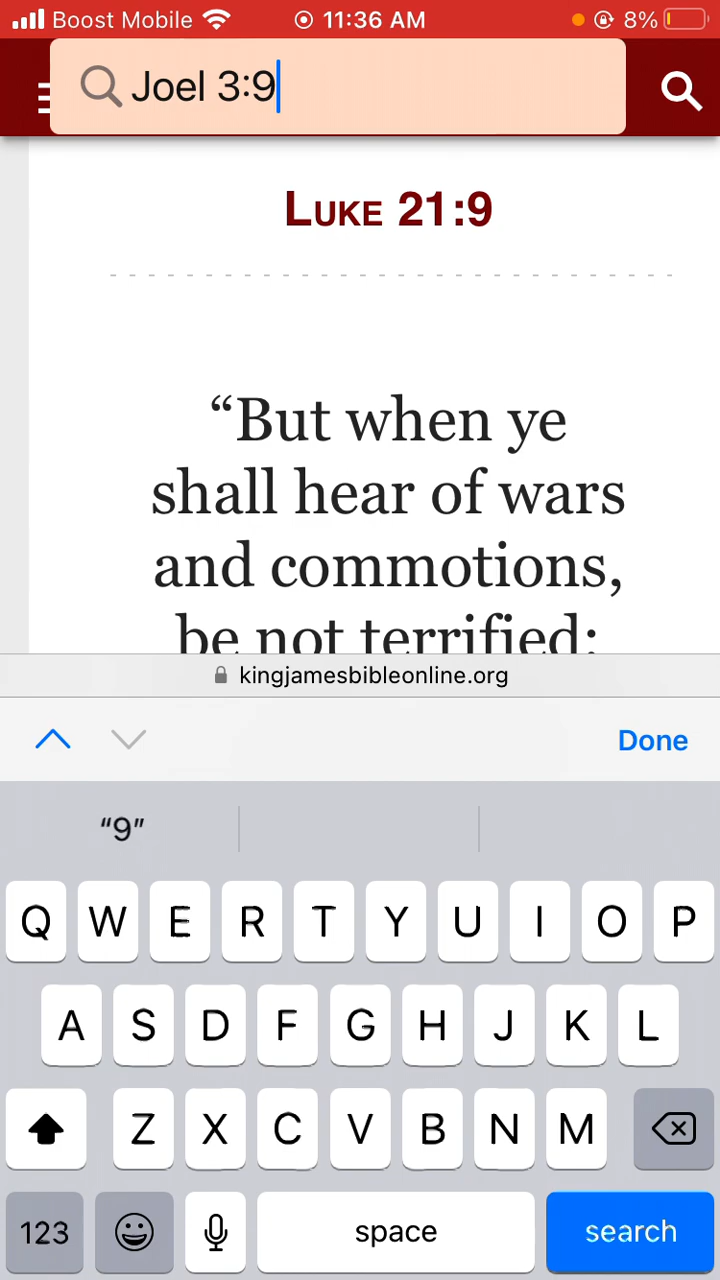 Boost Mobile 11:36 AM 8%
Joel 3:9
LUKE 21:9
“But when ye
shall hear of wars
and commotions,
be not terrified:
kingjamesbibleonline.org
Done
“9”
Q W E R T Y U I O P
A S D F G H J K L
Z X C V B N M
123 space search